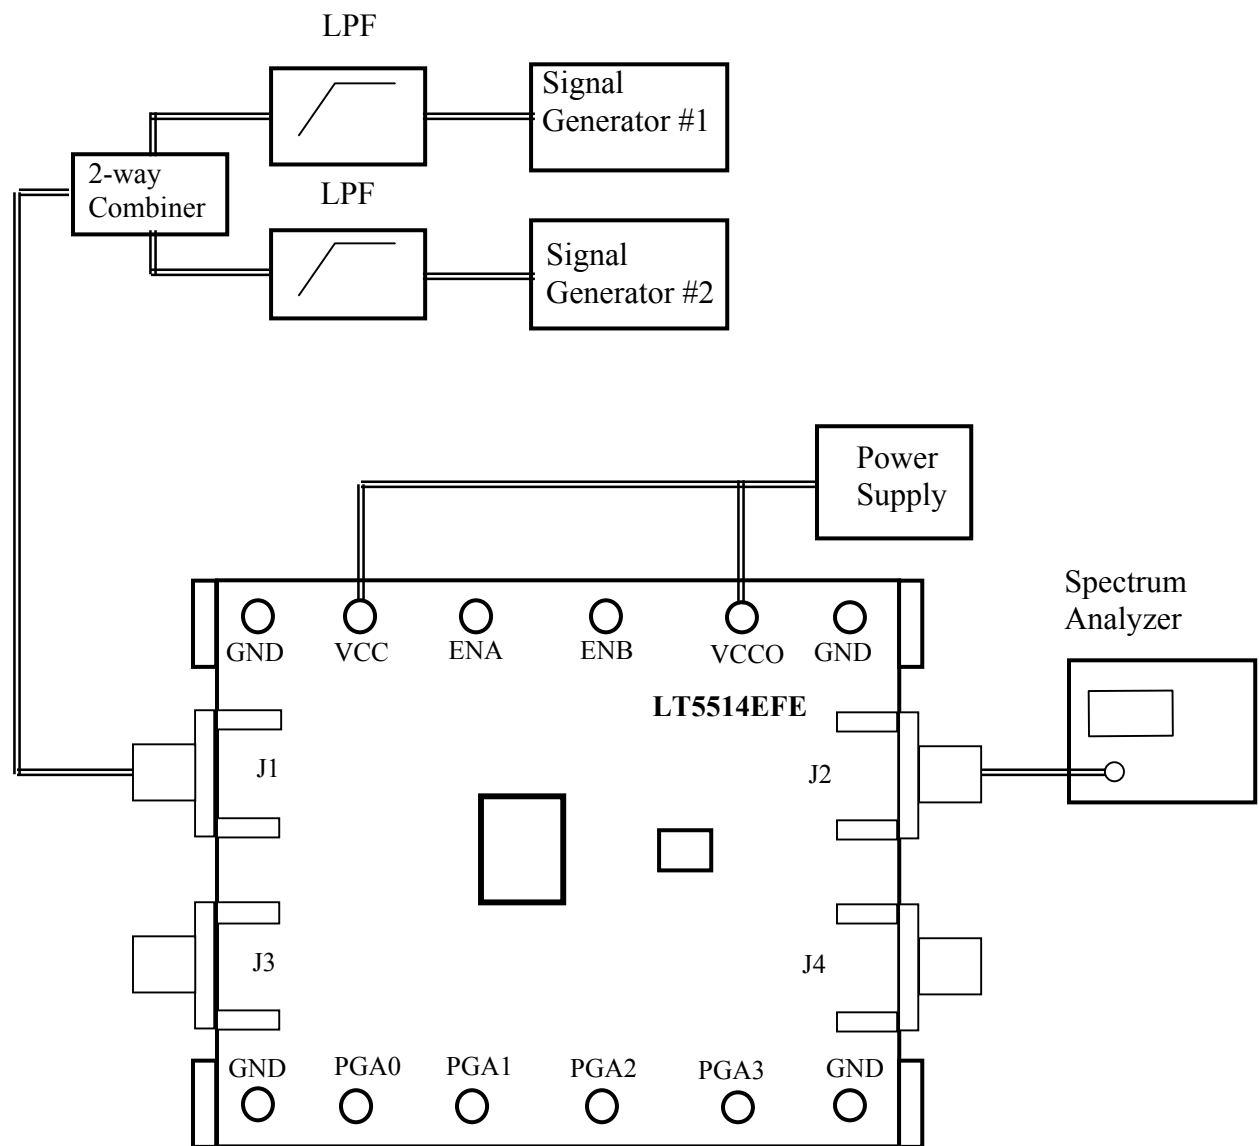 LPF
Signal
Generator #1
2-way
Combiner
LPF
Signal
Generator #2
Power
Supply
Spectrum
Analyzer
GND
VCC
ENA
ENB
VCCO
GND
LT5514EFE
J1
J2
J3
J4
GND
PGA0
PGA1
PGA2
PGA3
GND